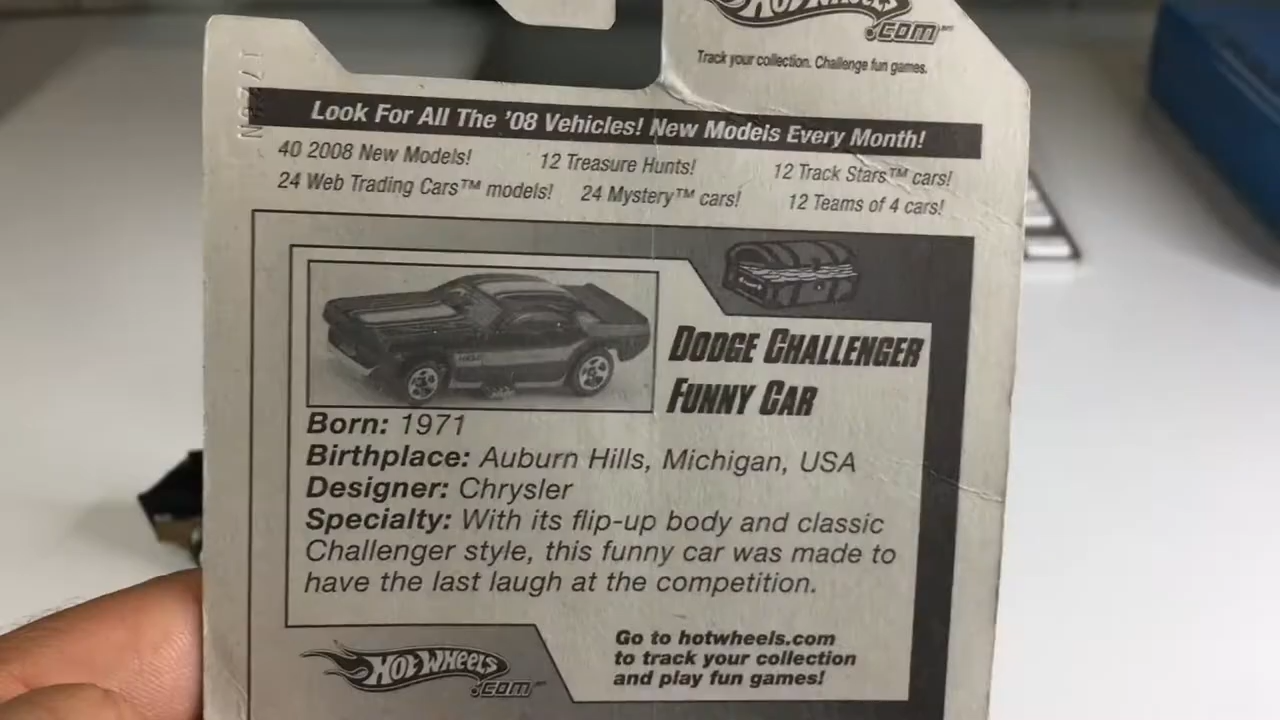 HOT WHEELS
.COM
Track your collection. Challenge fun games.
Look For All The '08 Vehicles! New Models Every Month!
40 2008 New Models! 12 Treasure Hunts! 12 Track Stars™ cars!
24 Web Trading Cars™ models! 24 Mystery™ cars! 12 Teams of 4 cars!
DODGE CHALLENGER
FUNNY CAR
Born: 1971
Birthplace: Auburn Hills, Michigan, USA
Designer: Chrysler
Specialty: With its flip-up body and classic
Challenger style, this funny car was made to
have the last laugh at the competition.
HOT WHEELS
.COM
Go to hotwheels.com
to track your collection
and play fun games!